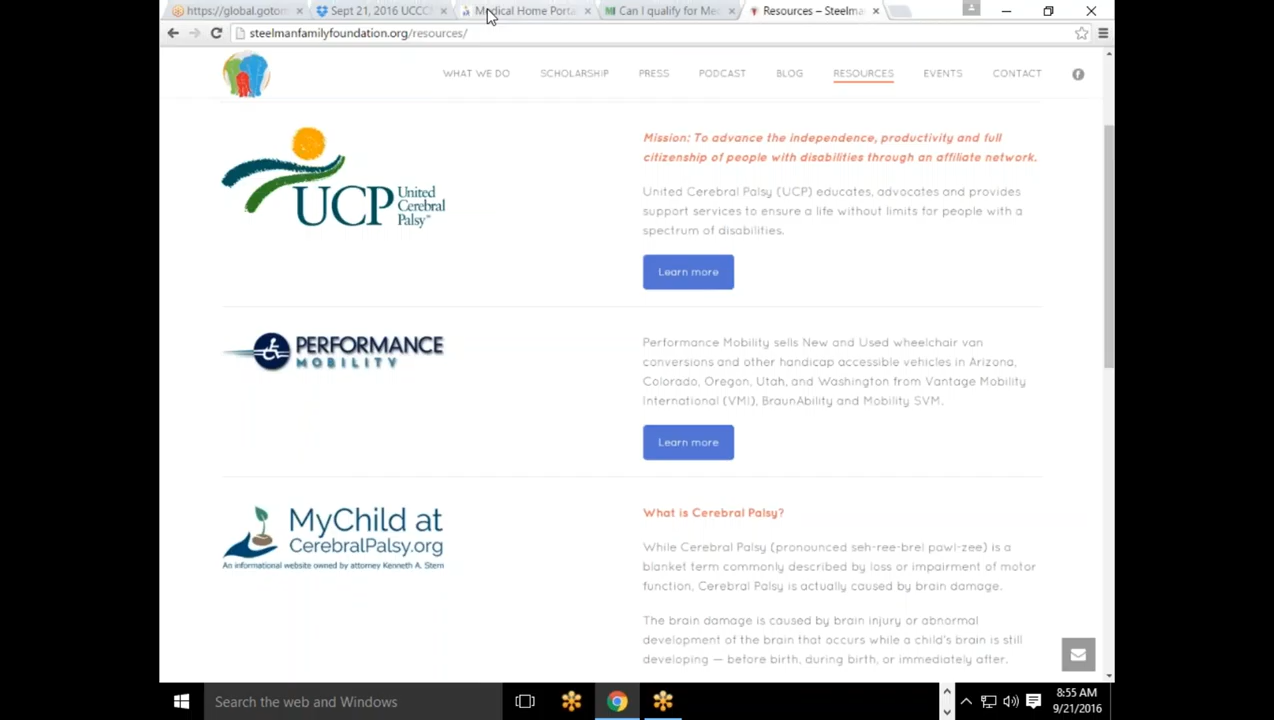 https://global.gotom
Sept 21, 2016 UCCC
Medical Home Porta
Can I qualify for Me
Resources – Steelma
steelmanfamilyfoundation.org/resources/
WHAT WE DO
SCHOLARSHIP
PRESS
PODCAST
BLOG
RESOURCES
EVENTS
CONTACT
UCP United Cerebral Palsy™
Mission: To advance the independence, productivity and full
citizenship of people with disabilities through an affiliate network.
United Cerebral Palsy (UCP) educates, advocates and provides
support services to ensure a life without limits for people with a
spectrum of disabilities.
Learn more
PERFORMANCE
MOBILITY
Performance Mobility sells New and Used wheelchair van
conversions and other handicap accessible vehicles in Arizona,
Colorado, Oregon, Utah, and Washington from Vantage Mobility
International (VMI), BraunAbility and Mobility SVM.
Learn more
MyChild at
CerebralPalsy.org
An informational website owned by attorney Kenneth A. Stern
What is Cerebral Palsy?
While Cerebral Palsy (pronounced seh-ree-brel pawl-zee) is a
blanket term commonly described by loss or impairment of motor
function, Cerebral Palsy is actually caused by brain damage.
The brain damage is caused by brain injury or abnormal
development of the brain that occurs while a child's brain is still
developing — before birth, during birth, or immediately after.
Search the web and Windows
8:55 AM
9/21/2016